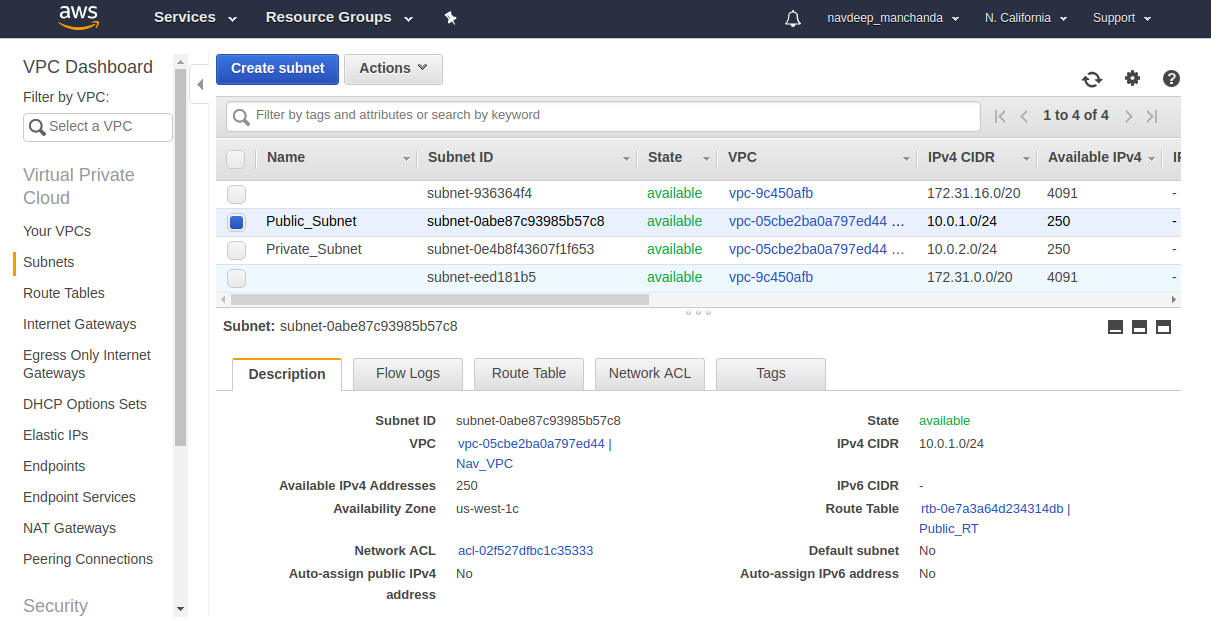 aws Services Resource Groups navdeep_manchanda N. California Support
VPC Dashboard
Filter by VPC:
Select a VPC
Virtual Private
Cloud
Your VPCs
Subnets
Route Tables
Internet Gateways
Egress Only Internet
Gateways
DHCP Options Sets
Elastic IPs
Endpoints
Endpoint Services
NAT Gateways
Peering Connections
Security
Create subnet Actions
Filter by tags and attributes or search by keyword 1 to 4 of 4
Name Subnet ID State VPC IPv4 CIDR Available IPv4
subnet-936364f4 available vpc-9c450afb 172.31.16.0/20 4091 -
Public_Subnet subnet-0abe87c93985b57c8 available vpc-05cbe2ba0a797ed44 ... 10.0.1.0/24 250 -
Private_Subnet subnet-0e4b8f43607f1f653 available vpc-05cbe2ba0a797ed44 ... 10.0.2.0/24 250 -
subnet-eed181b5 available vpc-9c450afb 172.31.0.0/20 4091 -
Subnet: subnet-0abe87c93985b57c8
Description Flow Logs Route Table Network ACL Tags
Subnet ID subnet-0abe87c93985b57c8 State available
VPC vpc-05cbe2ba0a797ed44 | IPv4 CIDR 10.0.1.0/24
Nav_VPC
Available IPv4 Addresses 250 IPv6 CIDR -
Availability Zone us-west-1c Route Table rtb-0e7a3a64d234314db |
Public_RT
Network ACL acl-02f527dfbc1c35333 Default subnet No
Auto-assign public IPv4 No Auto-assign IPv6 address No
address